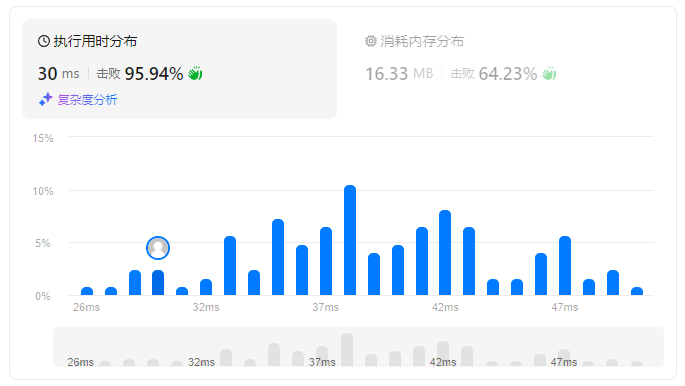 执行用时分布
30 ms 击败 95.94%
复杂度分析
消耗内存分布
16.33 MB 击败 64.23%
15%
10%
5%
0%
26ms 32ms 37ms 42ms 47ms
26ms 32ms 37ms 42ms 47ms